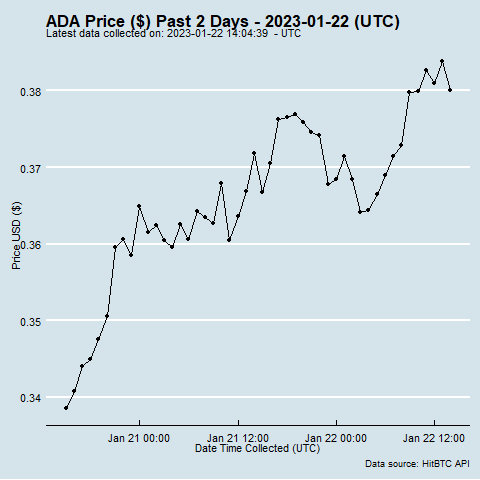 ADA Price ($) Past 2 Days - 2023-01-22 (UTC)
Latest data collected on: 2023-01-22 14:04:39 - UTC
0.38
0.37
0.36
0.35
0.34
Price USD ($)
Jan 21 00:00 Jan 21 12:00 Jan 22 00:00 Jan 22 12:00
Date Time Collected (UTC)
Data source: HitBTC API